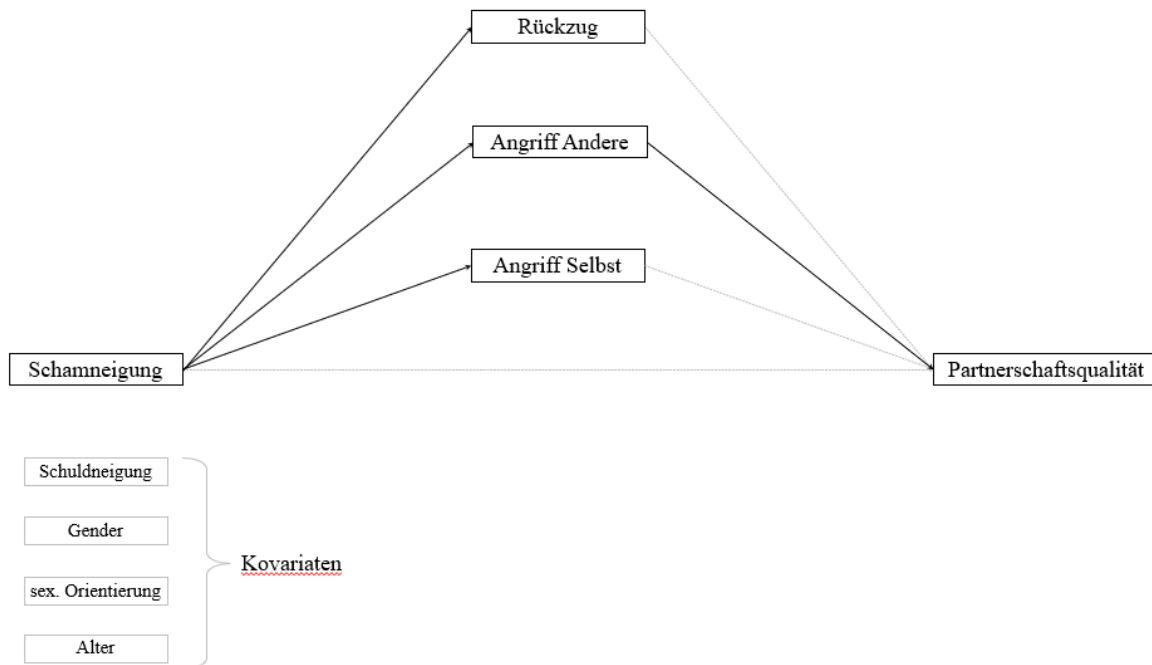 Rückzug
Angriff Andere
Angriff Selbst
Schamneigung
Partnerschaftsqualität
Schuldneigung
Gender
Kovariaten
sex. Orientierung
Alter